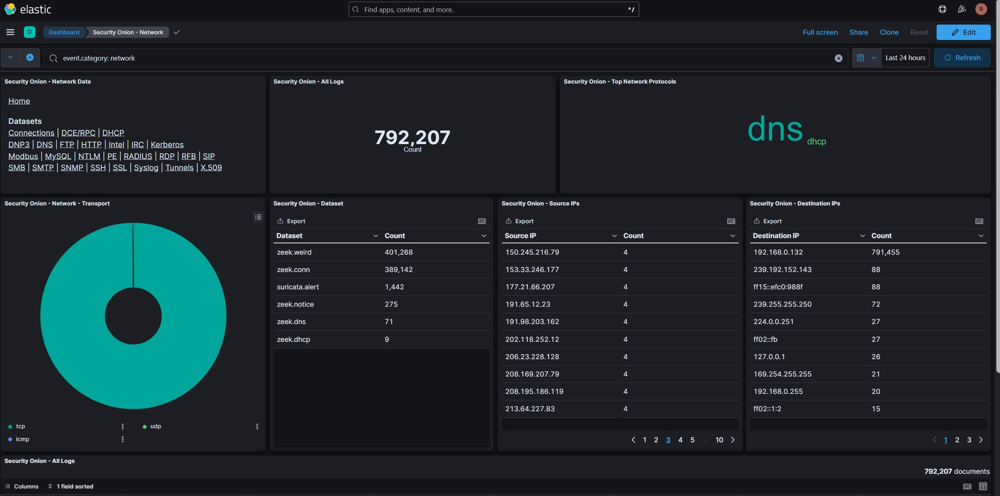 elastic
Find apps, content, and more.
^/
B
D
Dashboard
Security Onion - Network
Full screen
Share
Clone
Reset
Edit
event.category: network
Last 24 hours
Refresh
Security Onion - Network Data
Home
Datasets
Connections | DCE/RPC | DHCP
DNP3 | DNS | FTP | HTTP | Intel | IRC | Kerberos
Modbus | MySQL | NTLM | PE | RADIUS | RDP | RFB | SIP
SMB | SMTP | SNMP | SSH | SSL | Syslog | Tunnels | X.509
Security Onion - All Logs
792,207
Count
Security Onion - Top Network Protocols
dns
dhcp
Security Onion - Network - Transport
tcp
udp
icmp
Security Onion - Dataset
Export
Dataset Count
zeek.weird 401,268
zeek.conn 389,142
suricata.alert 1,442
zeek.notice 275
zeek.dns 71
zeek.dhcp 9
Security Onion - Source IPs
Export
Source IP Count
150.245.216.79 4
153.33.246.177 4
177.21.66.207 4
191.65.12.23 4
191.98.203.162 4
202.118.252.12 4
206.23.228.128 4
208.169.207.79 4
208.195.186.119 4
213.64.227.83 4
1 2 3 4 5 ... 10
Security Onion - Destination IPs
Export
Destination IP Count
192.168.0.132 791,455
239.192.152.143 88
ff15::efc0:988f 88
239.255.255.250 72
224.0.0.251 27
ff02::fb 27
127.0.0.1 26
169.254.255.255 21
192.168.0.255 20
ff02::1:2 15
1 2 3
Security Onion - All Logs
792,207 documents
Columns
1 field sorted